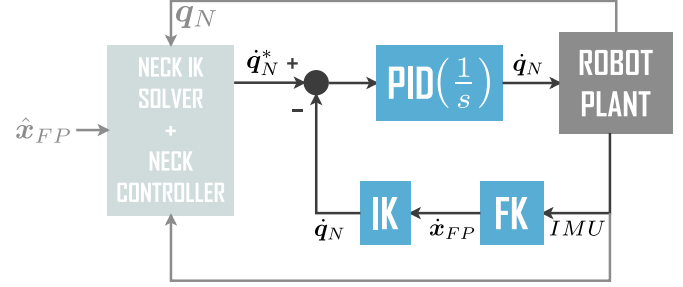 q_N
NECK IK
SOLVER
+
NECK
CONTROLLER
q̇*_N +
−
PID(1/s)
q̇_N
ROBOT
PLANT
x̂_FP
IK
FK
q̇_N
ẋ_FP
IMU